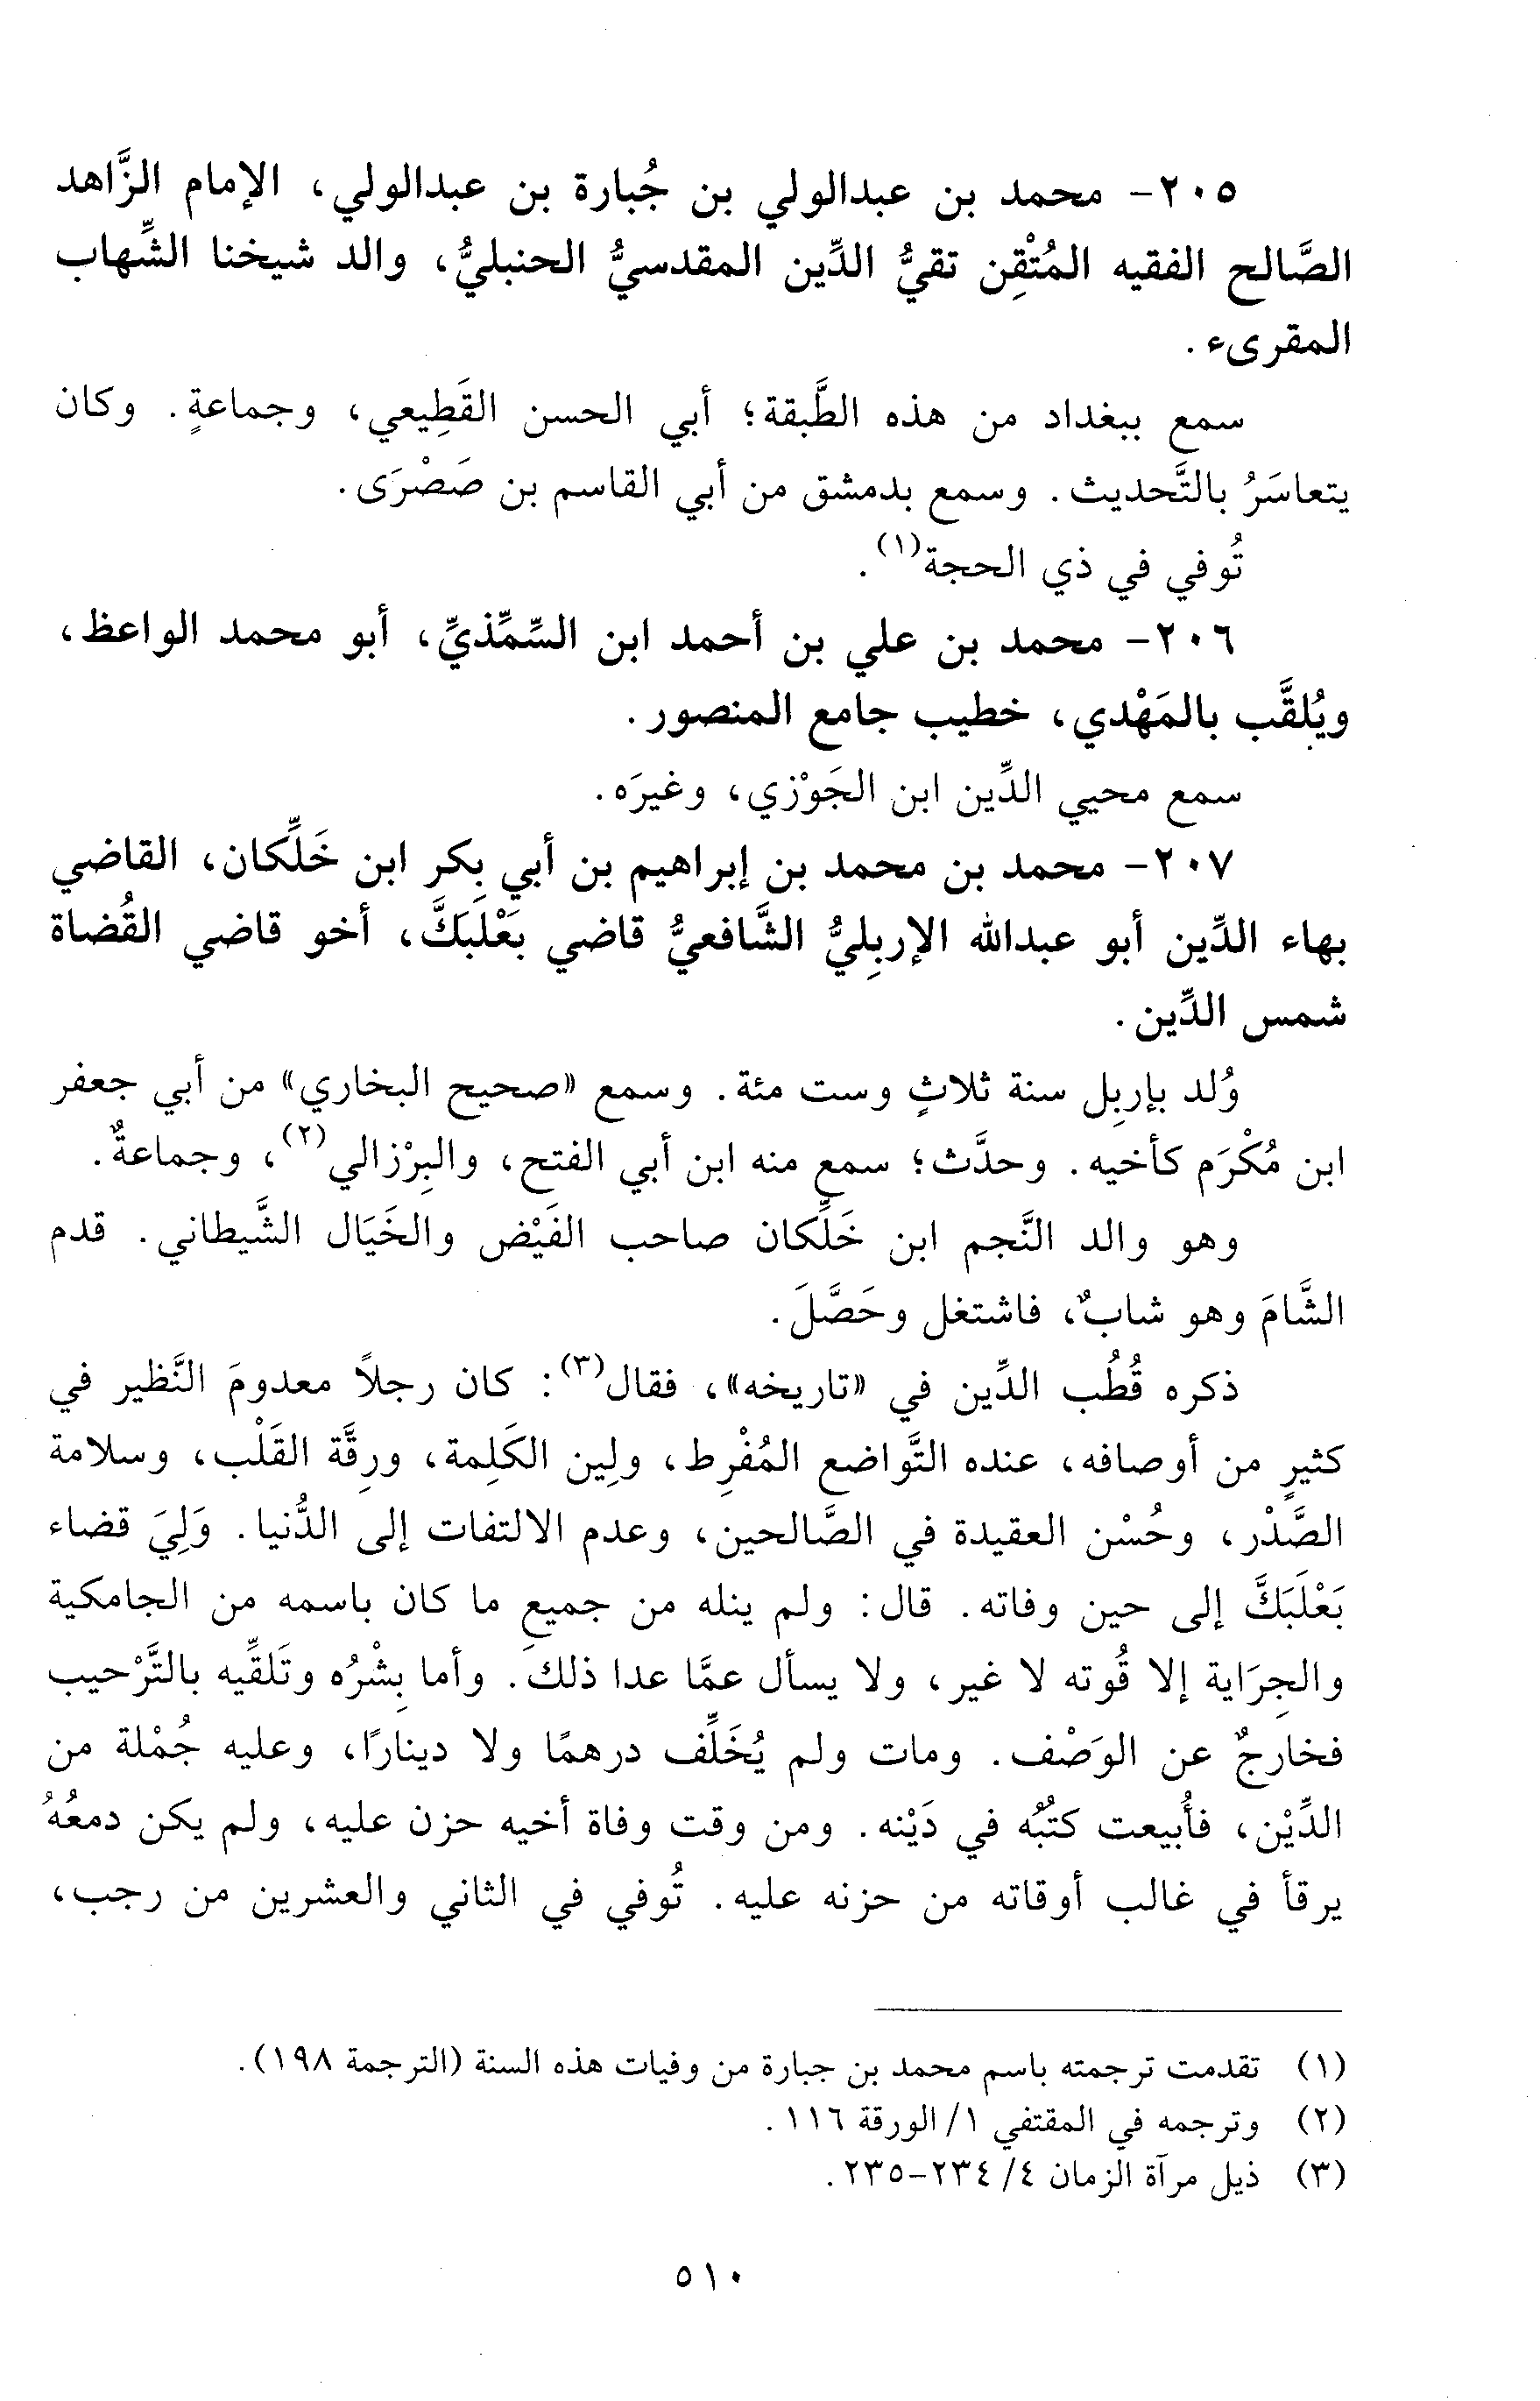 ٢٠٥- محمد بن عبدالولي بن جُبارة بن عبدالولي، الإمام الزَّاهد
الصَّالح الفقيه المُتْقِن تقيُّ الدِّين المقدسيُّ الحنبليُّ، والد شيخنا الشِّهاب
المقرىء.
سمع ببغداد من هذه الطَّبقة؛ أبي الحسن القَطِيعي، وجماعةٍ. وكان
يتعاسَرُ بالتَّحديث. وسمع بدمشق من أبي القاسم بن صَصْرَى.
تُوفي في ذي الحجة(١).
٢٠٦- محمد بن علي بن أحمد ابن السِّمِّذيِّ، أبو محمد الواعظ،
ويُلقَّب بالمَهْدي، خطيب جامع المنصور.
سمع محيي الدِّين ابن الجَوْزي، وغيرَه.
٢٠٧- محمد بن محمد بن إبراهيم بن أبي بكر ابن خَلِّكان، القاضي
بهاء الدِّين أبو عبدالله الإربِليُّ الشَّافعيُّ قاضي بَعْلَبَكَّ، أخو قاضي القُضاة
شمس الدِّين.
وُلد بإربِل سنة ثلاثٍ وست مئة. وسمع «صحيح البخاري» من أبي جعفر
ابن مُكْرَم كأخيه. وحدَّث؛ سمع منه ابن أبي الفتح، والبِرْزالي(٢)، وجماعةٌ.
وهو والد النَّجم ابن خَلِّكان صاحب الفَيْض والخَيَال الشَّيطاني. قدم
الشَّامَ وهو شابٌ، فاشتغل وحَصَّلَ.
ذكره قُطُب الدِّين في «تاريخه»، فقال(٣): كان رجلاً معدومَ النَّظير في
كثيرٍ من أوصافه، عنده التَّواضع المُفْرِط، ولِين الكَلِمة، ورِقَّة القَلْب، وسلامة
الصَّدْر، وحُسْن العقيدة في الصَّالحين، وعدم الالتفات إلى الدُّنيا. وَلِيَ قضاء
بَعْلَبَكَّ إلى حين وفاته. قال: ولم ينله من جميعِ ما كان باسمه من الجامكية
والجِرَاية إلا قُوته لا غير، ولا يسأل عمَّا عدا ذلك. وأما بِشْرُه وتَلقِّيه بالتَّرْحيب
فخارجٌ عن الوَصْف. ومات ولم يُخَلِّف درهمًا ولا دينارًا، وعليه جُمْلة من
الدِّيْن، فأُبيعت كتُبُه في دَيْنه. ومن وقت وفاة أخيه حزن عليه، ولم يكن دمعُهُ
يرقأ في غالب أوقاته من حزنه عليه. تُوفي في الثاني والعشرين من رجب،
(١) تقدمت ترجمته باسم محمد بن جبارة من وفيات هذه السنة (الترجمة ١٩٨).
(٢) وترجمه في المقتفي ١/ الورقة ١١٦.
(٣) ذيل مرآة الزمان ٤/ ٢٣٤-٢٣٥.
٥١٠